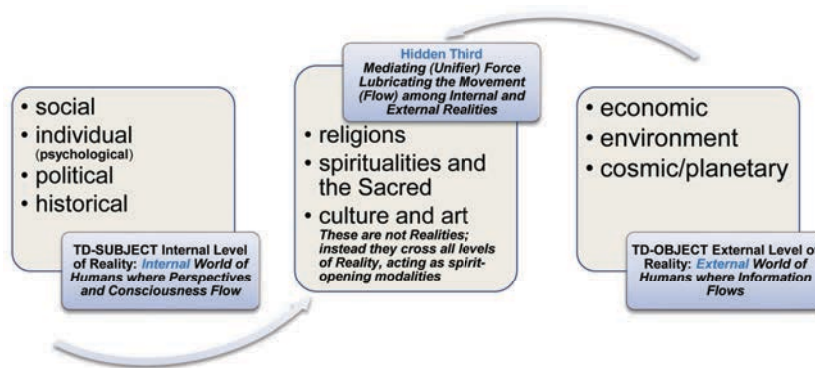 • social
• individual
(psychological)
• political
• historical
TD-SUBJECT Internal Level
of Reality: Internal World of
Humans where Perspectives
and Consciousness Flow
Hidden Third
Mediating (Unifier) Force
Lubricating the Movement
(Flow) among Internal and
External Realities
• religions
• spiritualities and
the Sacred
• culture and art
These are not Realities;
instead they cross all levels
of Reality, acting as spirit-
opening modalities
• economic
• environment
• cosmic/planetary
TD-OBJECT External Level of
Reality: External World of
Humans where Information
Flows